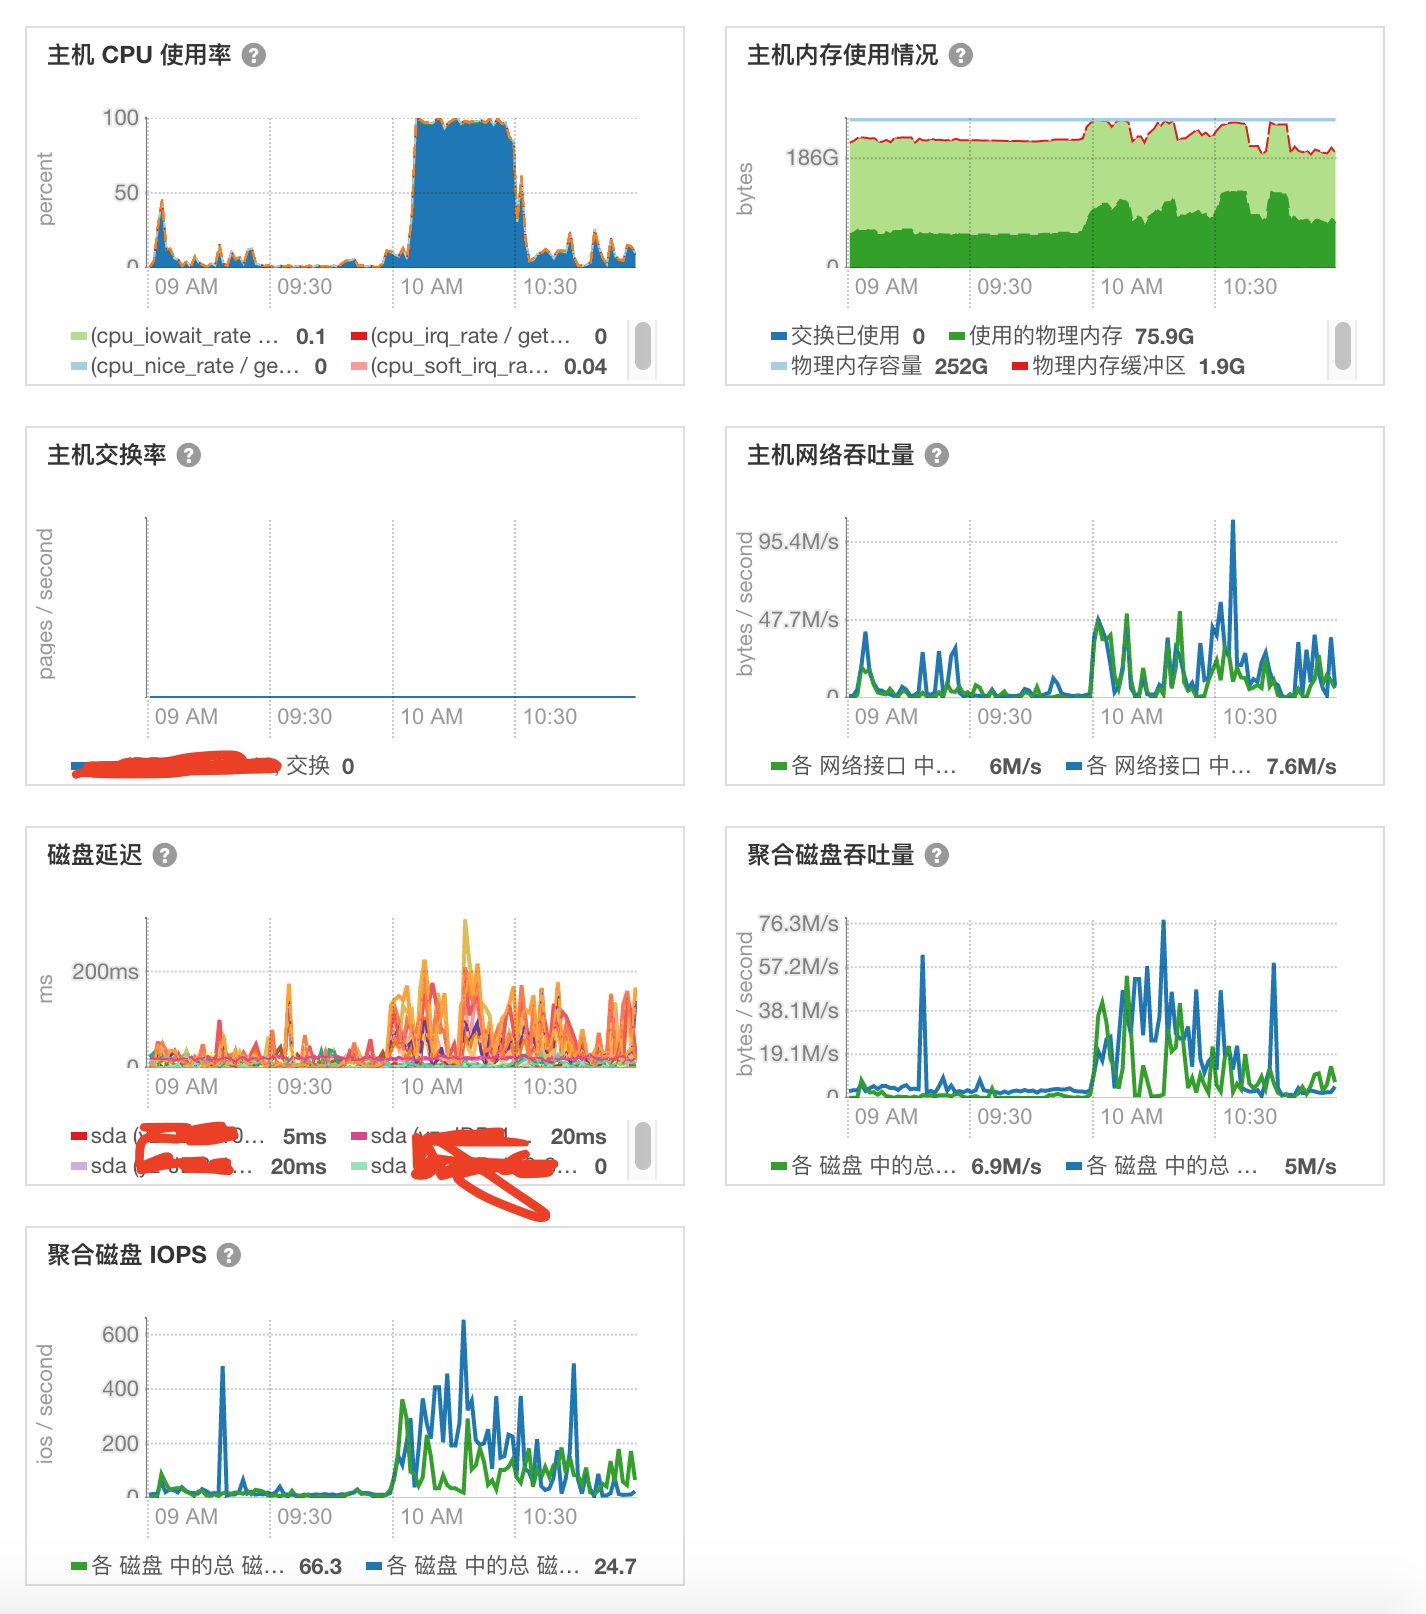 主机 CPU 使用率 ?
100
50
0
percent
09 AM 09:30 10 AM 10:30
(cpu_iowait_rate ... 0.1 (cpu_irq_rate / get... 0
(cpu_nice_rate / ge... 0 (cpu_soft_irq_ra... 0.04
主机内存使用情况 ?
186G
0
bytes
09 AM 09:30 10 AM 10:30
交换已使用 0 使用的物理内存 75.9G
物理内存容量 252G 物理内存缓冲区 1.9G
主机交换率 ?
pages / second
09 AM 09:30 10 AM 10:30
交换 0
主机网络吞吐量 ?
95.4M/s
47.7M/s
0
bytes / second
09 AM 09:30 10 AM 10:30
各 网络接口 中... 6M/s 各 网络接口 中... 7.6M/s
磁盘延迟 ?
200ms
0
ms
09 AM 09:30 10 AM 10:30
sda 5ms sda 20ms
sda 20ms sda 0
聚合磁盘吞吐量 ?
76.3M/s
57.2M/s
38.1M/s
19.1M/s
0
bytes / second
09 AM 09:30 10 AM 10:30
各 磁盘 中的总... 6.9M/s 各 磁盘 中的总 ... 5M/s
聚合磁盘 IOPS ?
600
400
200
0
ios / second
09 AM 09:30 10 AM 10:30
各 磁盘 中的总 磁... 66.3 各 磁盘 中的总 磁... 24.7